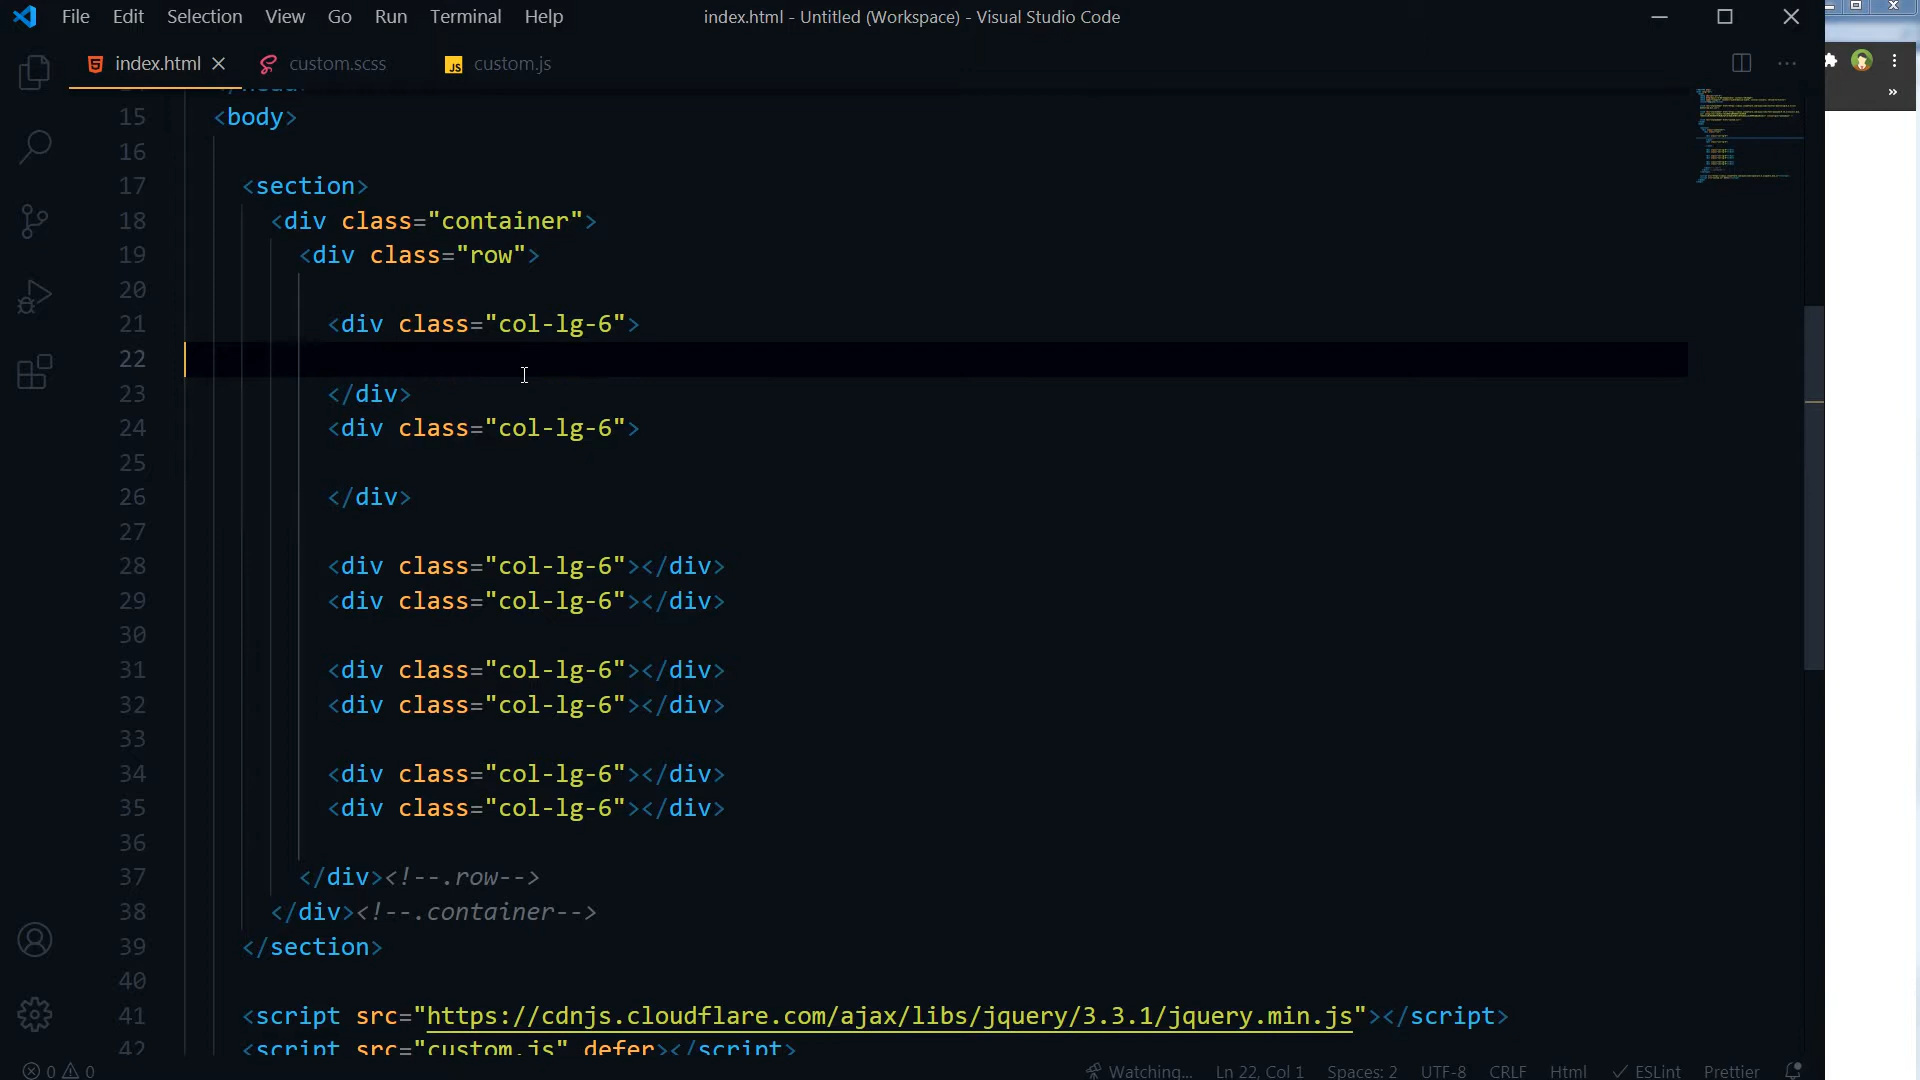 File Edit Selection View Go Run Terminal Help index.html - Untitled (Workspace) - Visual Studio Code
index.html custom.scss JS custom.js
15 <body>
16
17 <section>
18 <div class="container">
19 <div class="row">
20
21 <div class="col-lg-6">
22
23 </div>
24 <div class="col-lg-6">
25
26 </div>
27
28 <div class="col-lg-6"></div>
29 <div class="col-lg-6"></div>
30
31 <div class="col-lg-6"></div>
32 <div class="col-lg-6"></div>
33
34 <div class="col-lg-6"></div>
35 <div class="col-lg-6"></div>
36
37 </div><!--.row-->
38 </div><!--.container-->
39 </section>
40
41 <script src="https://cdnjs.cloudflare.com/ajax/libs/jquery/3.3.1/jquery.min.js"></script>
42 <script src="custom.js" defer></script>
0 0 Watching... Ln 22, Col 1 Spaces: 2 UTF-8 CRLF Html ESLint Prettier